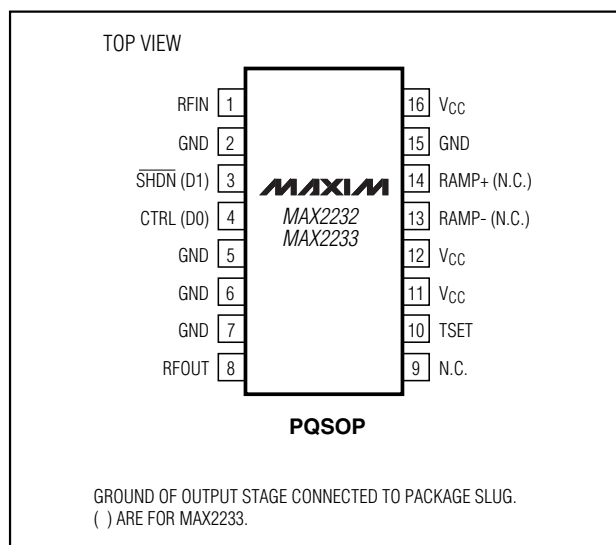 TOP VIEW
RFIN 1
GND 2
SHDN (D1) 3
CTRL (D0) 4
GND 5
GND 6
GND 7
RFOUT 8
MAXIM
MAX2232
MAX2233
16 VCC
15 GND
14 RAMP+ (N.C.)
13 RAMP- (N.C.)
12 VCC
11 VCC
10 TSET
9 N.C.
PQSOP
GROUND OF OUTPUT STAGE CONNECTED TO PACKAGE SLUG.
( ) ARE FOR MAX2233.